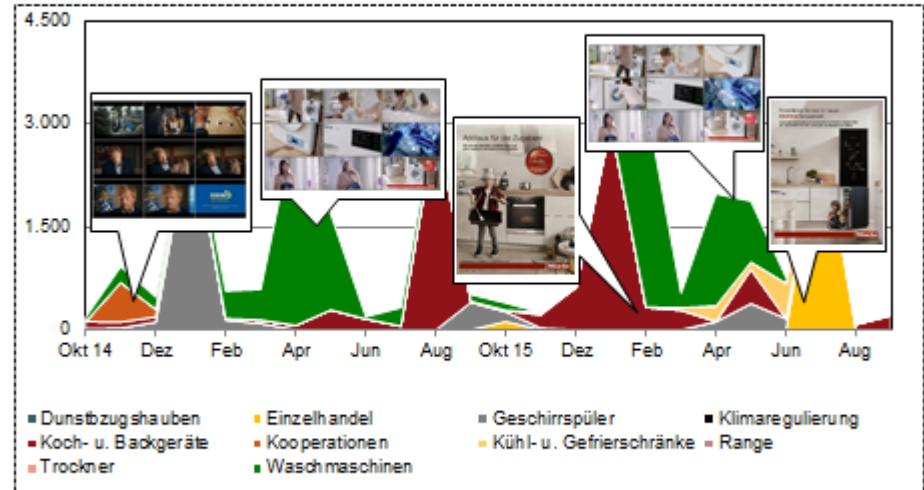 4.500
3.000
1.500
0
Okt 14 Dez Feb Apr Jun Aug Okt 15 Dez Feb Apr Jun Aug
Dunstbzugshauben Einzelhandel Geschirrspüler Klimaregulierung
Koch- u. Backgeräte Kooperationen Kühl- u. Gefrierschränke Range
Trockner Waschmaschinen